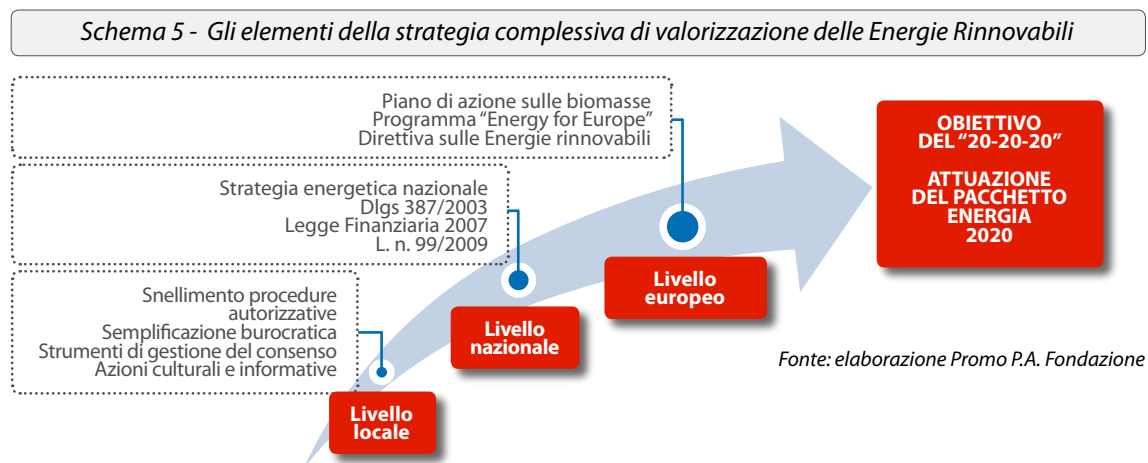 Schema 5 - Gli elementi della strategia complessiva di valorizzazione delle Energie Rinnovabili
Piano di azione sulle biomasse
Programma “Energy for Europe”
Direttiva sulle Energie rinnovabili
OBIETTIVO
DEL “20-20-20”
ATTUAZIONE
DEL PACCHETTO
ENERGIA
2020
Strategia energetica nazionale
Dlgs 387/2003
Legge Finanziaria 2007
L. n. 99/2009
Livello
europeo
Snellimento procedure
autorizzative
Semplificazione burocratica
Strumenti di gestione del consenso
Azioni culturali e informative
Livello
nazionale
Fonte: elaborazione Promo P.A. Fondazione
Livello
locale